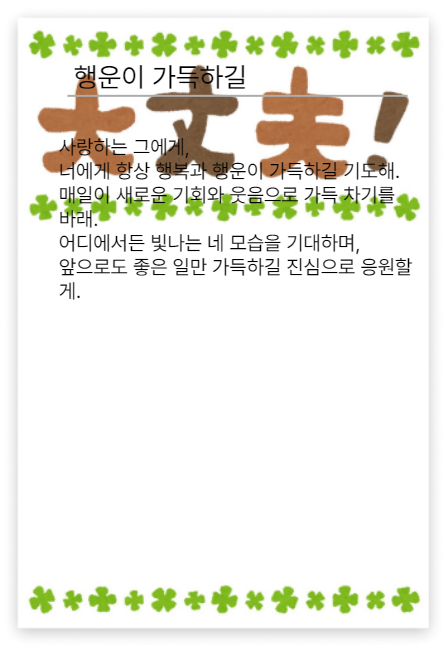 행운이 가득하길
大丈夫!
사랑하는 그에게,
너에게 항상 행복과 행운이 가득하길 기도해.
매일이 새로운 기회와 웃음으로 가득 차기를
바래.
어디에서든 빛나는 네 모습을 기대하며,
앞으로도 좋은 일만 가득하길 진심으로 응원할
게.